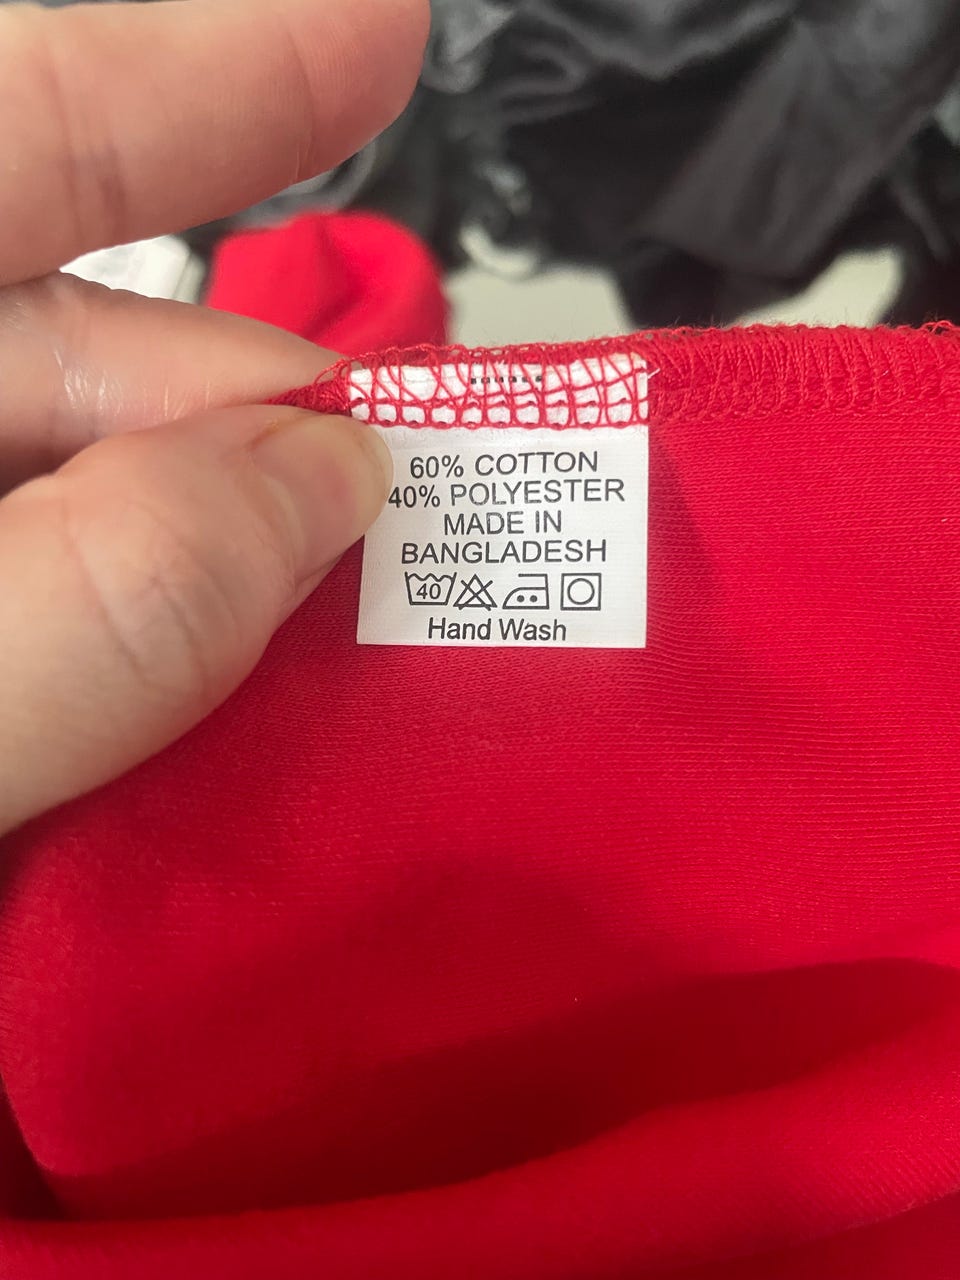 60% COTTON
40% POLYESTER
MADE IN
BANGLADESH
40
Hand Wash